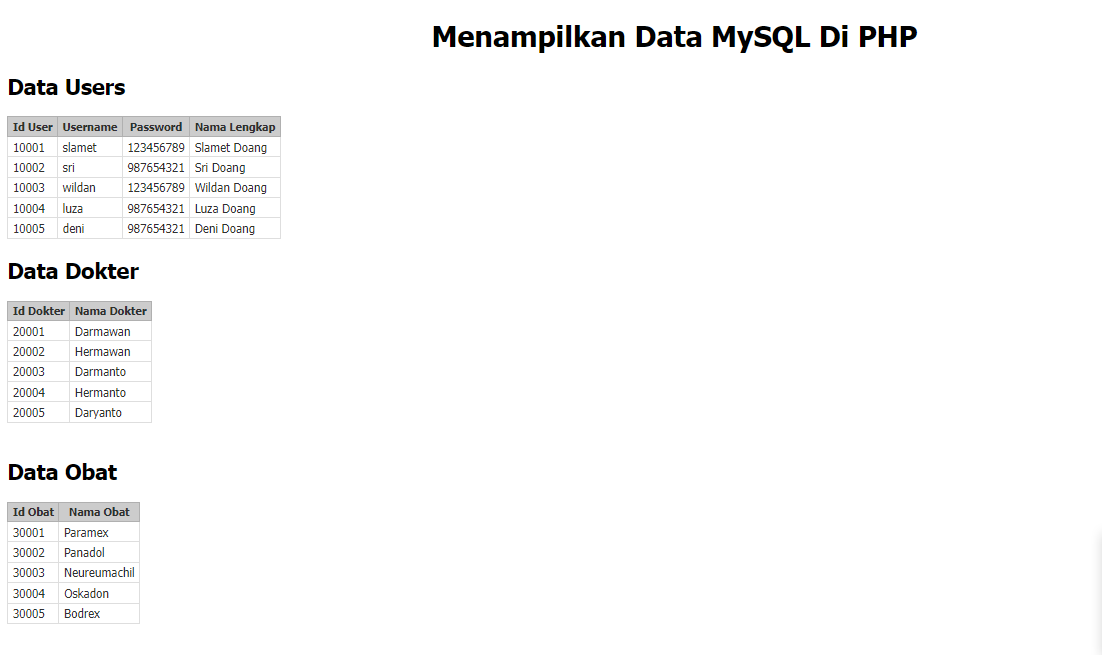 Menampilkan Data MySQL Di PHP
Data Users
Id User Username Password Nama Lengkap
10001 slamet 123456789 Slamet Doang
10002 sri 987654321 Sri Doang
10003 wildan 123456789 Wildan Doang
10004 luza 987654321 Luza Doang
10005 deni 987654321 Deni Doang
Data Dokter
Id Dokter Nama Dokter
20001 Darmawan
20002 Hermawan
20003 Darmanto
20004 Hermanto
20005 Daryanto
Data Obat
Id Obat Nama Obat
30001 Paramex
30002 Panadol
30003 Neureumachil
30004 Oskadon
30005 Bodrex